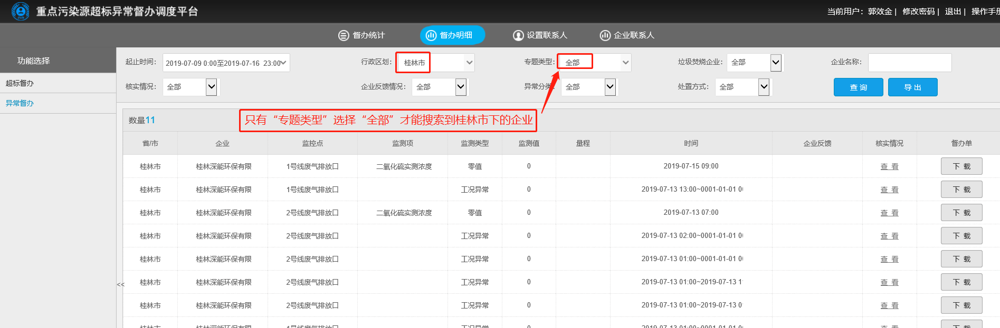 重点污染源超标异常督办调度平台
当前用户：郭效金| 修改密码| 退出| 操作手册
督办统计 督办明细 设置联系人 企业联系人
功能选择
超标督办
异常督办
起止时间： 2019-07-09 0:00至2019-07-16 23:00 行政区划： 桂林市 专题类型： 全部 垃圾焚烧企业： 全部 企业名称：
核实情况： 全部 企业反馈情况： 全部 异常分类： 全部 处置方式： 全部 查 询 导 出
数量11
只有“专题类型”选择“全部”才能搜索到桂林市下的企业
省/市 企业 监控点 监测项 监测类型 监测值 量程 时间 企业反馈 核实情况 督办单
桂林市 桂林深能环保有限 1号线废气排放口 二氧化硫实测浓度 零值 0 2019-07-15 09:00 查 看 下 载
桂林市 桂林深能环保有限 1号线废气排放口 工况异常 0 2019-07-13 13:00~0001-01-01 0 查 看 下 载
桂林市 桂林深能环保有限 2号线废气排放口 二氧化硫实测浓度 零值 0 2019-07-13 07:00 查 看 下 载
桂林市 桂林深能环保有限 2号线废气排放口 工况异常 0 2019-07-13 02:00~0001-01-01 0 查 看 下 载
桂林市 桂林深能环保有限 2号线废气排放口 工况异常 0 2019-07-13 01:00~0001-01-01 0 查 看 下 载
<<
桂林市 桂林深能环保有限 2号线废气排放口 工况异常 0 2019-07-13 01:00~2019-07-13 1 查 看 下 载
桂林市 桂林深能环保有限 2号线废气排放口 工况异常 0 2019-07-13 01:00~2019-07-13 0 查 看 下 载
桂林市 桂林深能环保有限 1号线废气排放口 工况异常 0 2019-07-13 01:00~0001-01-01 0 查 看 下 载